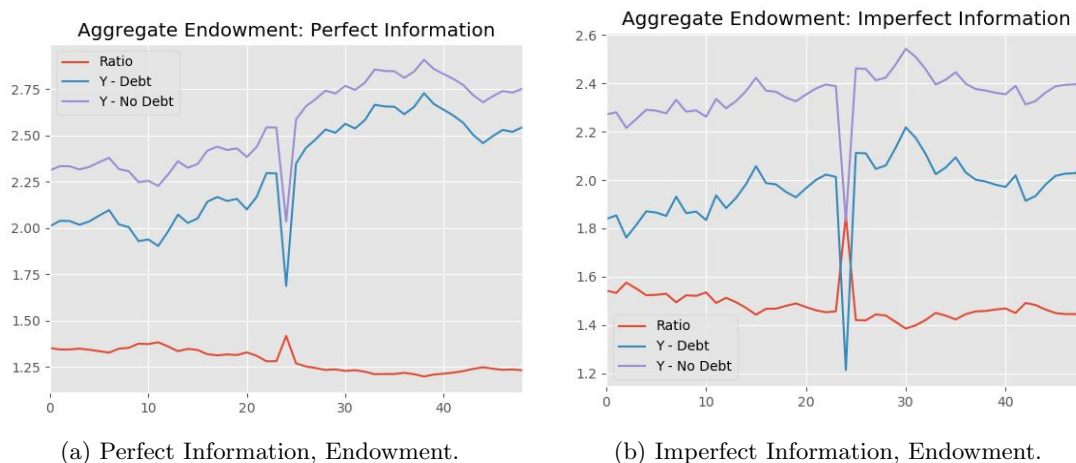 Aggregate Endowment: Perfect Information
Ratio
Y - Debt
Y - No Debt
2.75
2.50
2.25
2.00
1.75
1.50
1.25
0
10
20
30
40
(a) Perfect Information, Endowment.
Aggregate Endowment: Imperfect Information
2.6
2.4
2.2
2.0
1.8
1.6
1.4
1.2
Ratio
Y - Debt
Y - No Debt
0
10
20
30
40
(b) Imperfect Information, Endowment.